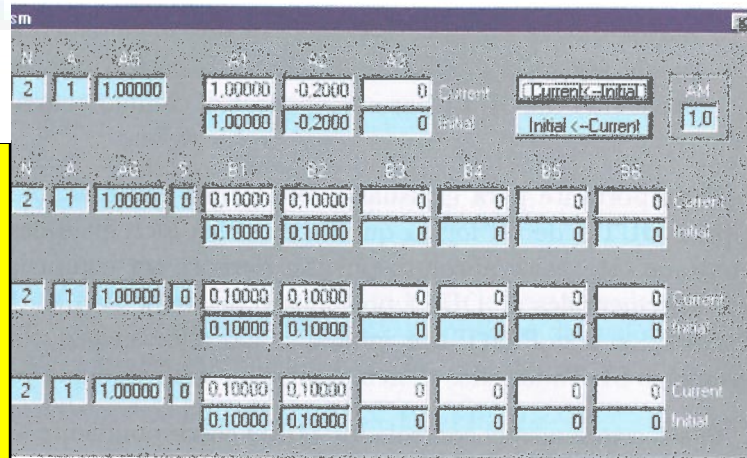 sm
N A AG A1 A2 A3
2 1 1,00000 1,00000 -0,2000 0 Current Current<--Initial AM
1,00000 -0,2000 0 Initial Initial<--Current 1,0
N A AG S B1 B2 B3 B4 B5 B6
2 1 1,00000 0 0,10000 0,10000 0 0 0 0 Current
0,10000 0,10000 0 0 0 0 Initial
2 1 1,00000 0 0,10000 0,10000 0 0 0 0 Current
0,10000 0,10000 0 0 0 0 Initial
2 1 1,00000 0 0,10000 0,10000 0 0 0 0 Current
0,10000 0,10000 0 0 0 0 Initial